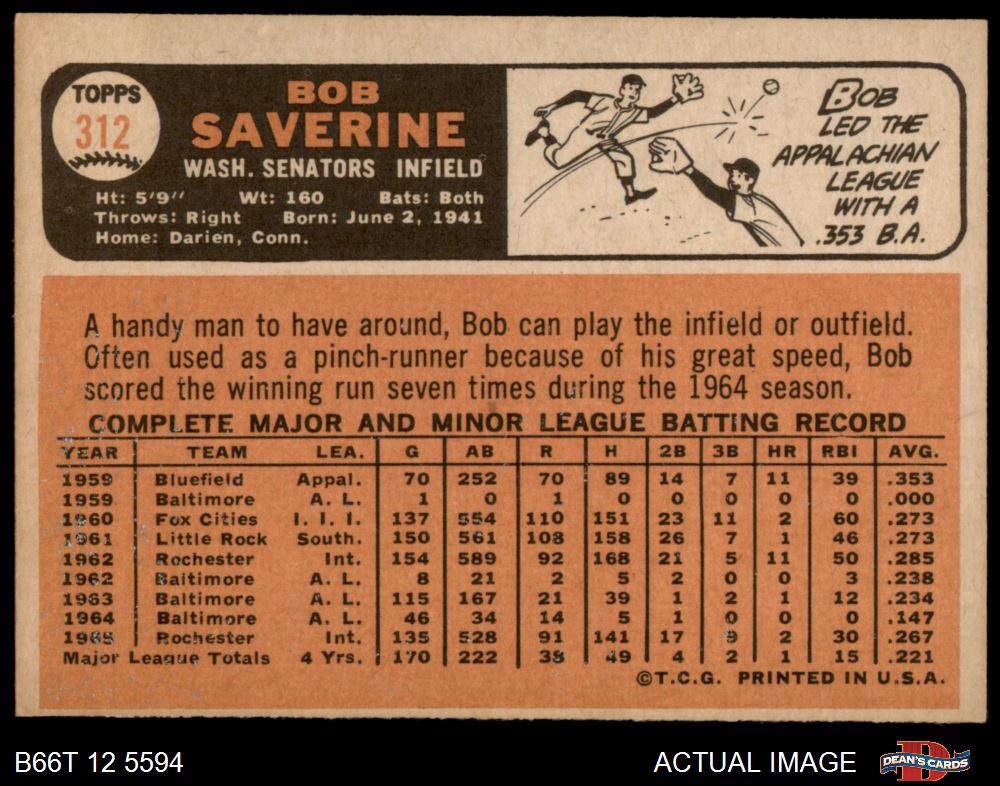 TOPPS
312
BOB
SAVERINE
WASH. SENATORS INFIELD
Ht: 5'9" Wt: 160 Bats: Both
Throws: Right Born: June 2, 1941
Home: Darien, Conn.
BOB
LED THE
APPALACHIAN
LEAGUE
WITH A
.353 B.A.
A handy man to have around, Bob can play the infield or outfield.
Often used as a pinch-runner because of his great speed, Bob
scored the winning run seven times during the 1964 season.
COMPLETE MAJOR AND MINOR LEAGUE BATTING RECORD
YEAR TEAM LEA. G AB R H 2B 3B HR RBI AVG.
1959 Bluefield Appal. 70 252 70 89 14 7 11 39 .353
1959 Baltimore A. L. 1 0 1 0 0 0 0 0 .000
1960 Fox Cities I. I. I. 137 554 110 151 23 11 2 60 .273
1961 Little Rock South. 150 561 108 158 26 7 1 46 .273
1962 Rochester Int. 154 589 92 168 21 5 11 50 .285
1962 Baltimore A. L. 8 21 2 5 2 0 0 3 .238
1963 Baltimore A. L. 115 167 21 39 1 2 1 12 .234
1964 Baltimore A. L. 46 34 14 5 1 0 0 0 .147
1965 Rochester Int. 135 528 91 141 17 9 2 30 .267
Major League Totals 4 Yrs. 170 222 38 49 4 2 1 15 .221
©T.C.G. PRINTED IN U.S.A.
B66T 12 5594
ACTUAL IMAGE
DEAN'S CARDS